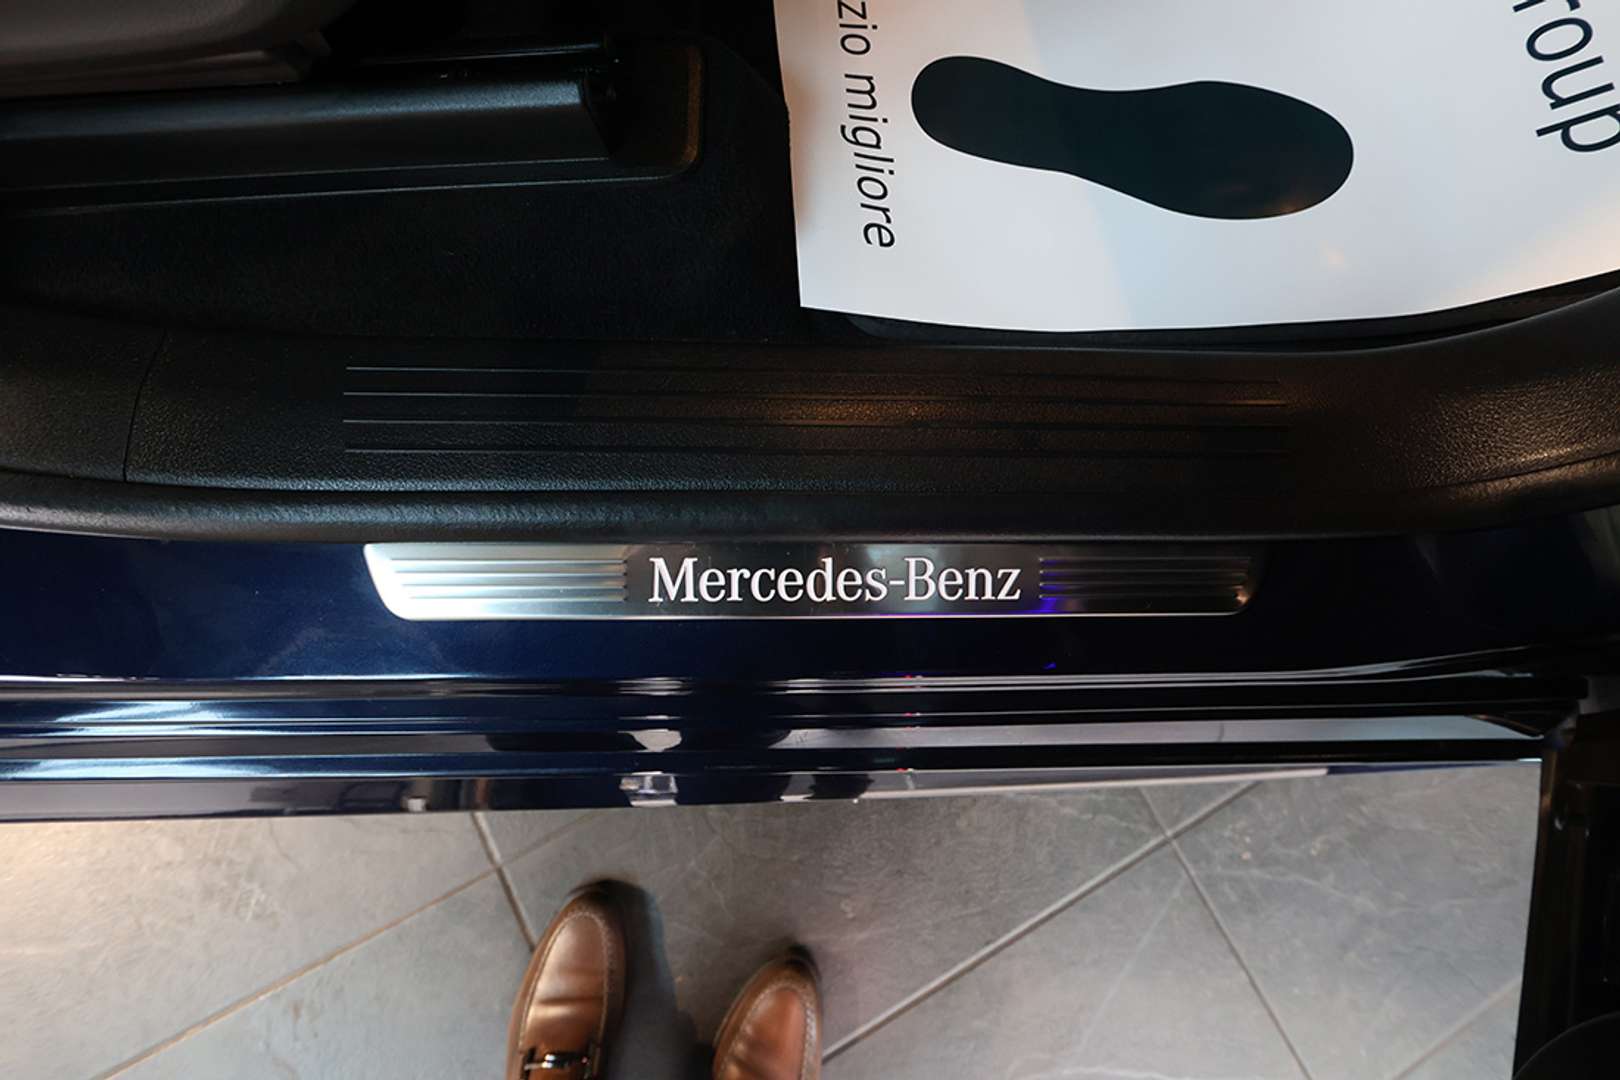 roup
zio migliore
Mercedes-Benz